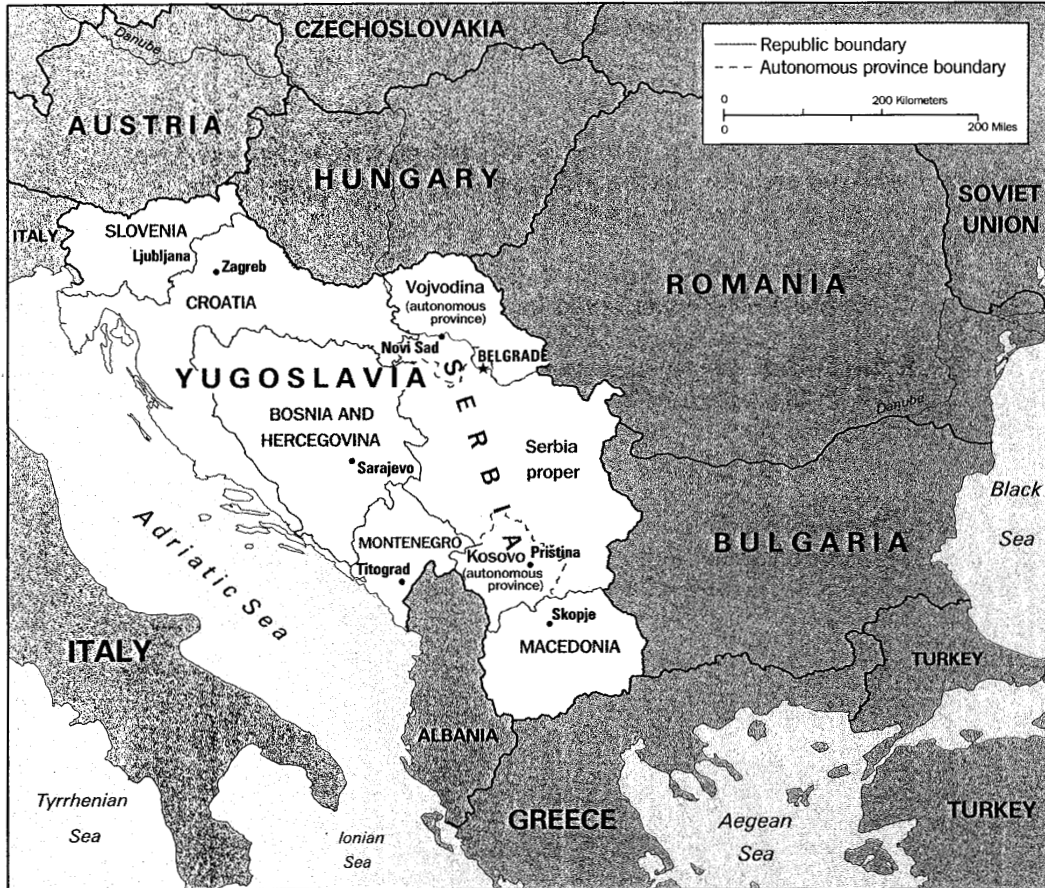 CZECHOSLOVAKIA
Danube
Republic boundary
Autonomous province boundary
0
200 Kilometers
0
200 Miles
AUSTRIA
HUNGARY
SOVIET
UNION
ITALY
SLOVENIA
Ljubljana
Zagreb
CROATIA
Vojvodina
(autonomous
province)
ROMANIA
Novi Sad
BELGRADE
YUGOSLAVIA
SERBIA
BOSNIA AND
HERCEGOVINA
Sarajevo
Serbia
proper
Danube
Black
Sea
Adriatic Sea
MONTENEGRO
Titograd
Kosovo
(autonomous
province)
Priština
BULGARIA
Skopje
MACEDONIA
ITALY
TURKEY
ALBANIA
Tyrrhenian
Sea
Ionian
Sea
GREECE
Aegean
Sea
TURKEY